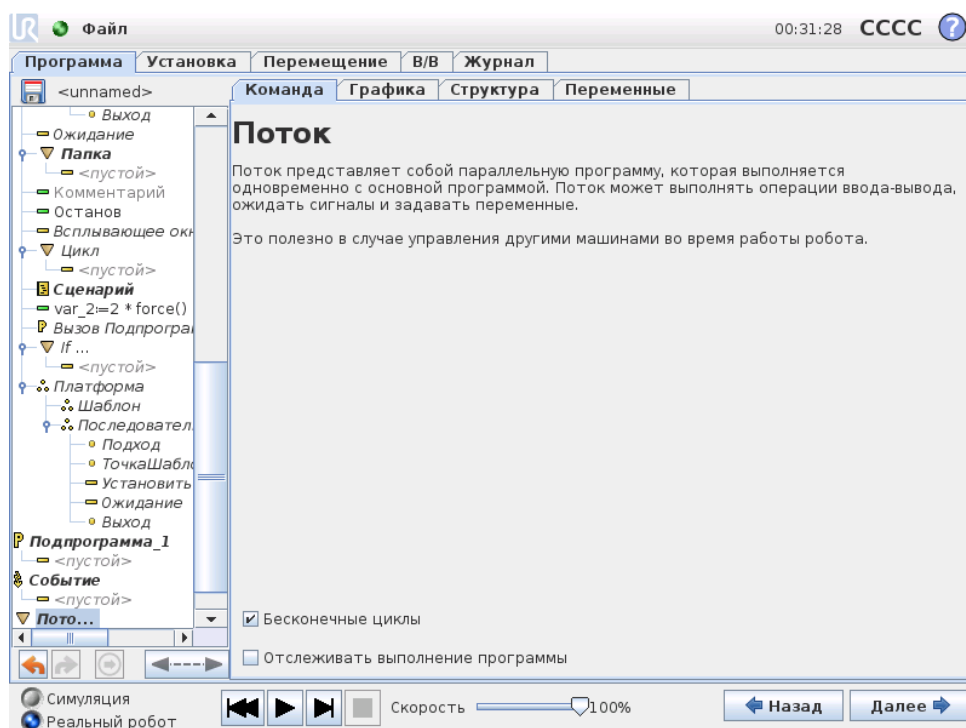 UR Файл 00:31:28 CCCC ?
Программа Установка Перемещение В/В Журнал
<unnamed> Команда Графика Структура Переменные
Выход
Ожидание
Папка
<пустой>
Комментарий
Останов
Всплывающее окн
Цикл
<пустой>
Сценарий
var_2:=2 * force()
Вызов Подпрограм
If ...
<пустой>
Платформа
Шаблон
Последовател
Подход
ТочкаШабло
Установить
Ожидание
Выход
P Подпрограмма_1
<пустой>
Событие
<пустой>
Пото...
Поток
Поток представляет собой параллельную программу, которая выполняется
одновременно с основной программой. Поток может выполнять операции ввода-вывода,
ожидать сигналы и задавать переменные.
Это полезно в случае управления другими машинами во время работы робота.
Бесконечные циклы
Отслеживать выполнение программы
Симуляция
Реальный робот
Скорость 100%
Назад Далее